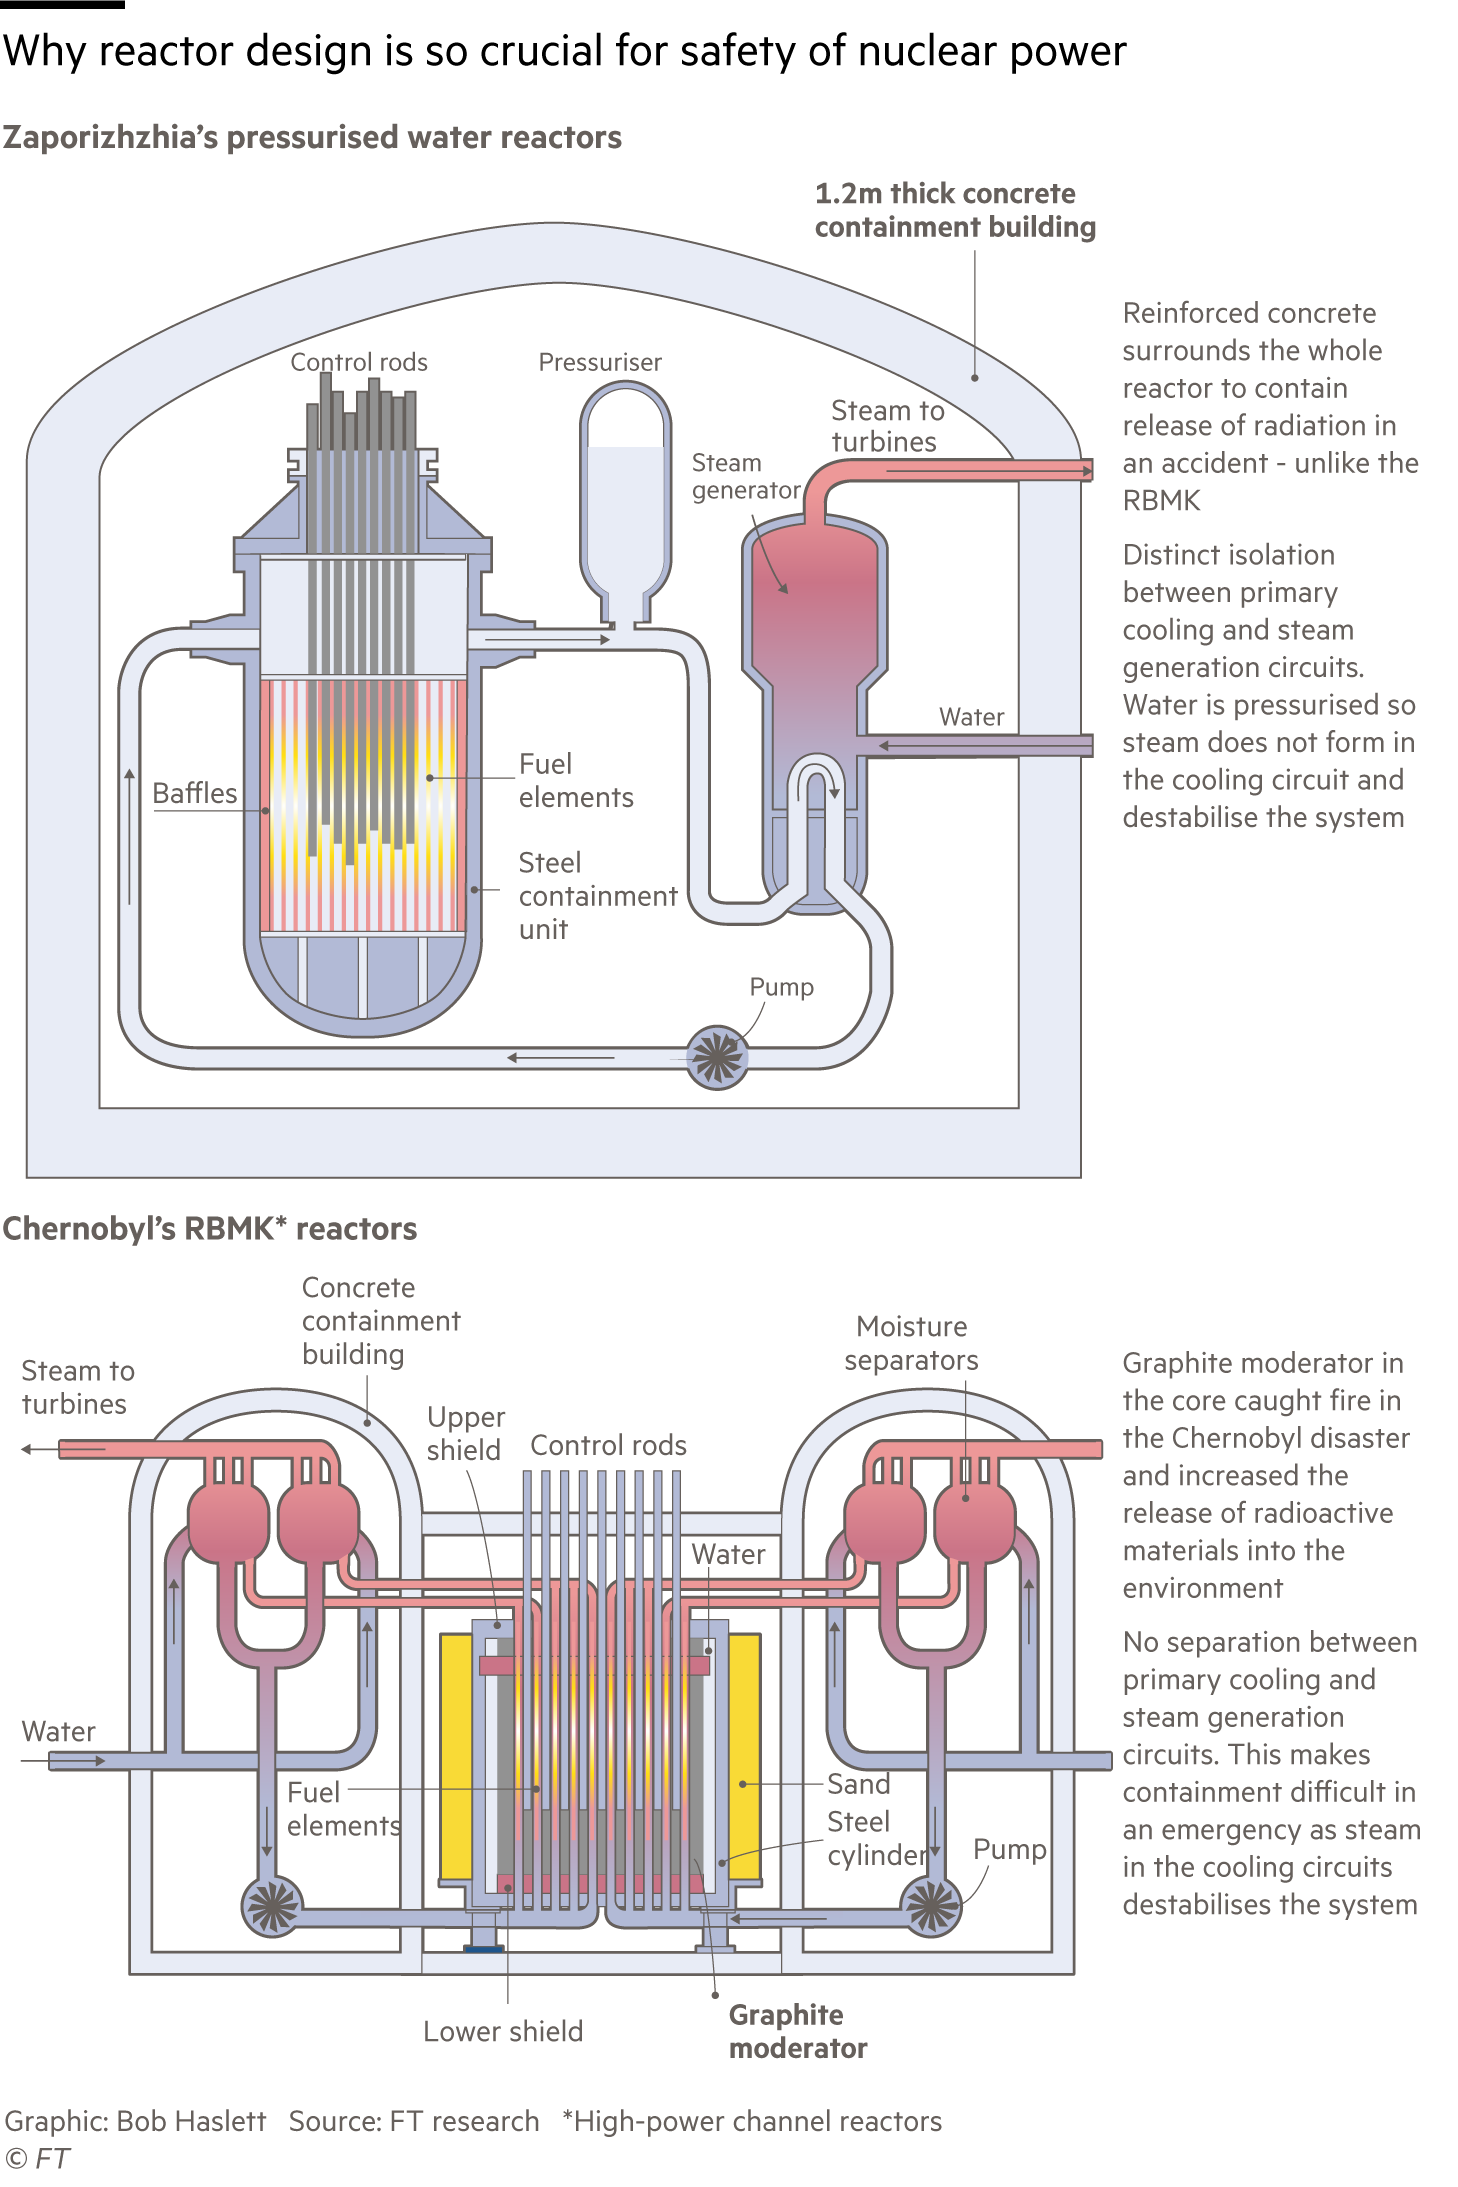 Why reactor design is so crucial for safety of nuclear power
Zaporizhzhia’s pressurised water reactors
1.2m thick concrete
containment building
Reinforced concrete
surrounds the whole
reactor to contain
release of radiation in
an accident - unlike the
RBMK
Distinct isolation
between primary
cooling and steam
generation circuits.
Water is pressurised so
steam does not form in
the cooling circuit and
destabilise the system
Control rods
Pressuriser
Steam to
turbines
Steam
generator
Water
Fuel
elements
Baffles
Steel
containment
unit
Pump
Chernobyl’s RBMK* reactors
Concrete
containment
building
Moisture
separators
Steam to
turbines
Upper
shield
Control rods
Water
Water
Fuel
elements
Sand
Steel
cylinder
Pump
Lower shield
Graphite
moderator
Graphite moderator in
the core caught fire in
the Chernobyl disaster
and increased the
release of radioactive
materials into the
environment
No separation between
primary cooling and
steam generation
circuits. This makes
containment difficult in
an emergency as steam
in the cooling circuits
destabilises the system
Graphic: Bob Haslett   Source: FT research   *High-power channel reactors
© FT